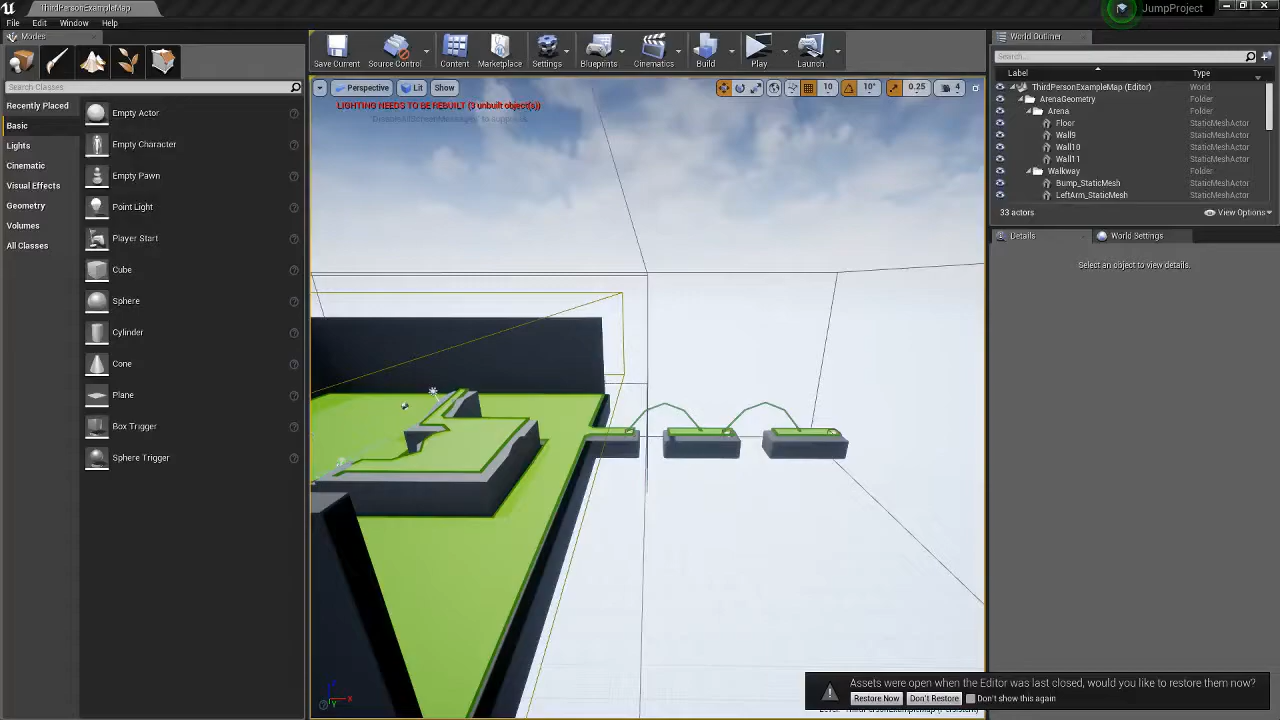 ThirdPersonExampleMap
JumpProject
File Edit Window Help
Modes
Search Classes
Recently Placed
Basic
Lights
Cinematic
Visual Effects
Geometry
Volumes
All Classes
Empty Actor
Empty Character
Empty Pawn
Point Light
Player Start
Cube
Sphere
Cylinder
Cone
Plane
Box Trigger
Sphere Trigger
Save Current Source Control Content Marketplace Settings Blueprints Cinematics Build Play Launch
Perspective Lit Show 10 10° 0.25 4
LIGHTING NEEDS TO BE REBUILT (3 unbuilt object(s))
X
World Outliner
Search...
Label Type
ThirdPersonExampleMap (Editor) World
ArenaGeometry Folder
Arena Folder
Floor StaticMeshActor
Wall9 StaticMeshActor
Wall10 StaticMeshActor
Wall11 StaticMeshActor
Walkway Folder
Bump_StaticMesh StaticMeshActor
LeftArm_StaticMesh StaticMeshActor
33 actors View Options
Details World Settings
Select an object to view details.
Assets were open when the Editor was last closed, would you like to restore them now?
Restore Now Don't Restore Don't show this again